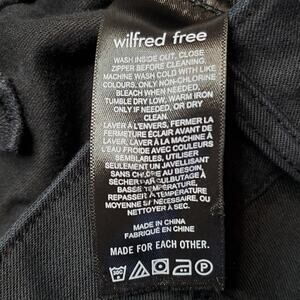 wilfred free
WASH INSIDE OUT, CLOSE
ZIPPER BEFORE CLEANING,
MACHINE WASH COLD WITH LIKE
COLOURS, ONLY NON-CHLORINE
BLEACH WHEN NEEDED,
TUMBLE DRY LOW, WARM IRON
ONLY IF NEEDED, OR DRY
CLEAN.
LAVER À L'ENVERS, FERMER LA
FERMETURE ÉCLAIR AVANT DE
LAVER, LAVER À LA MACHINE À
L'EAU FROIDE AVEC COULEURS
SEMBLABLES, UTILISER
SEULEMENT UN JAVELLISANT
SANS CHLORE AU BESOIN,
SÉCHER PAR CULBUTAGE À
BASSE TEMPÉRATURE,
REPASSER À TEMPÉRATURE
MOYENNE SI NÉCESSAIRE, OU
NETTOYER À SEC.
MADE IN CHINA
FABRIQUÉ EN CHINE
MADE FOR EACH OTHER.